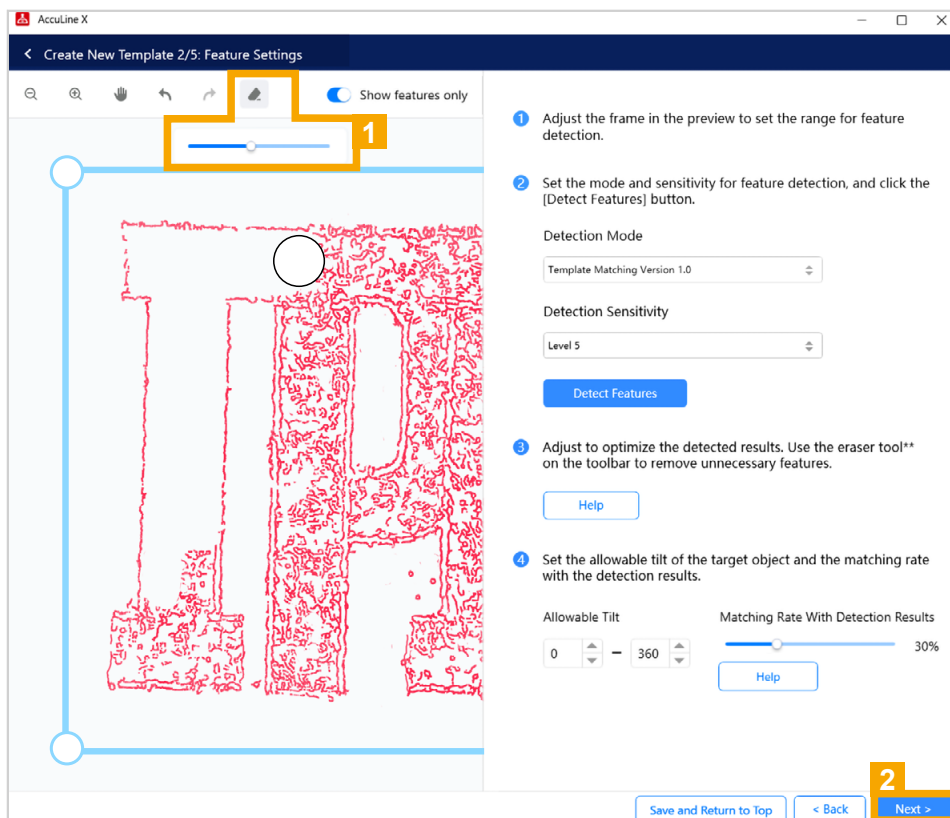 AccuLine X
Create New Template 2/5: Feature Settings
Show features only
1
1 Adjust the frame in the preview to set the range for feature
detection.
2 Set the mode and sensitivity for feature detection, and click the
[Detect Features] button.
Detection Mode
Template Matching Version 1.0
Detection Sensitivity
Level 5
Detect Features
3 Adjust to optimize the detected results. Use the eraser tool**
on the toolbar to remove unnecessary features.
Help
4 Set the allowable tilt of the target object and the matching rate
with the detection results.
Allowable Tilt
Matching Rate With Detection Results
0 – 360
30%
Help
2
Save and Return to Top
< Back
Next >